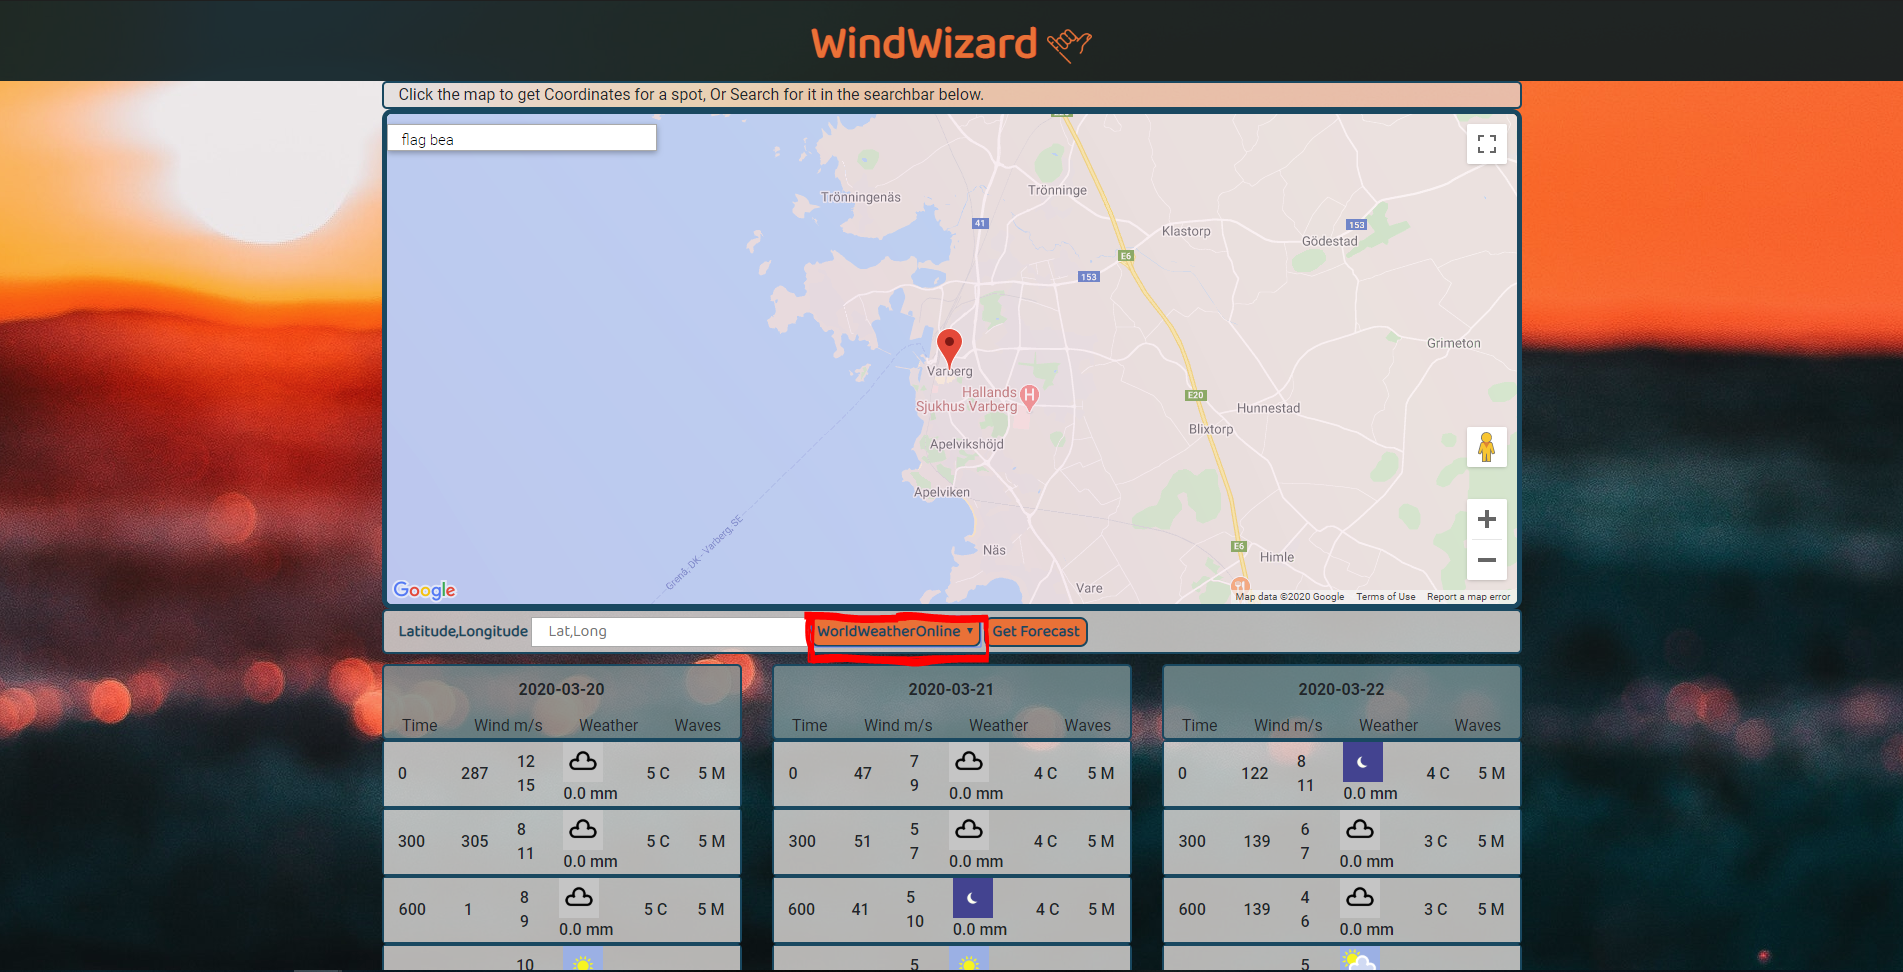 WindWizard
Click the map to get Coordinates for a spot, Or Search for it in the searchbar below.
flag bea
Trönningenäs
Trönninge
41
Klastorp
153
Gödestad
E6
153
Grimeton
Varberg
Hallands
Sjukhus Varberg
H
E20
Hunnestad
Blixtorp
Apelvikshöjd
Apelviken
Grenå, DK - Varberg, SE
Näs
E6
Himle
Vare
Google
Map data ©2020 Google Terms of Use Report a map error
Latitude,Longitude Lat,Long WorldWeatherOnline Get Forecast
2020-03-20
Time Wind m/s Weather Waves
0 287 12 15 0.0 mm 5 C 5 M
300 305 8 11 0.0 mm 5 C 5 M
600 1 8 9 0.0 mm 5 C 5 M
10
2020-03-21
Time Wind m/s Weather Waves
0 47 7 9 0.0 mm 4 C 5 M
300 51 5 7 0.0 mm 4 C 5 M
600 41 5 10 0.0 mm 4 C 5 M
5
2020-03-22
Time Wind m/s Weather Waves
0 122 8 11 0.0 mm 4 C 5 M
300 139 6 7 0.0 mm 3 C 5 M
600 139 4 6 0.0 mm 3 C 5 M
5